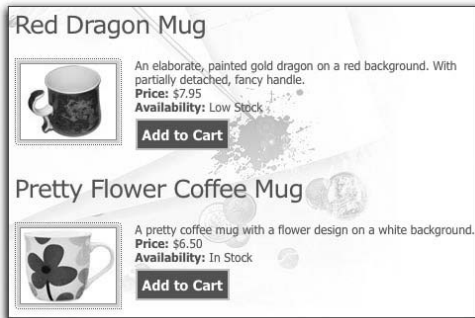 Red Dragon Mug
An elaborate, painted gold dragon on a red background. With
partially detached, fancy handle.
Price: $7.95
Availability: Low Stock
Add to Cart
Pretty Flower Coffee Mug
A pretty coffee mug with a flower design on a white background.
Price: $6.50
Availability: In Stock
Add to Cart